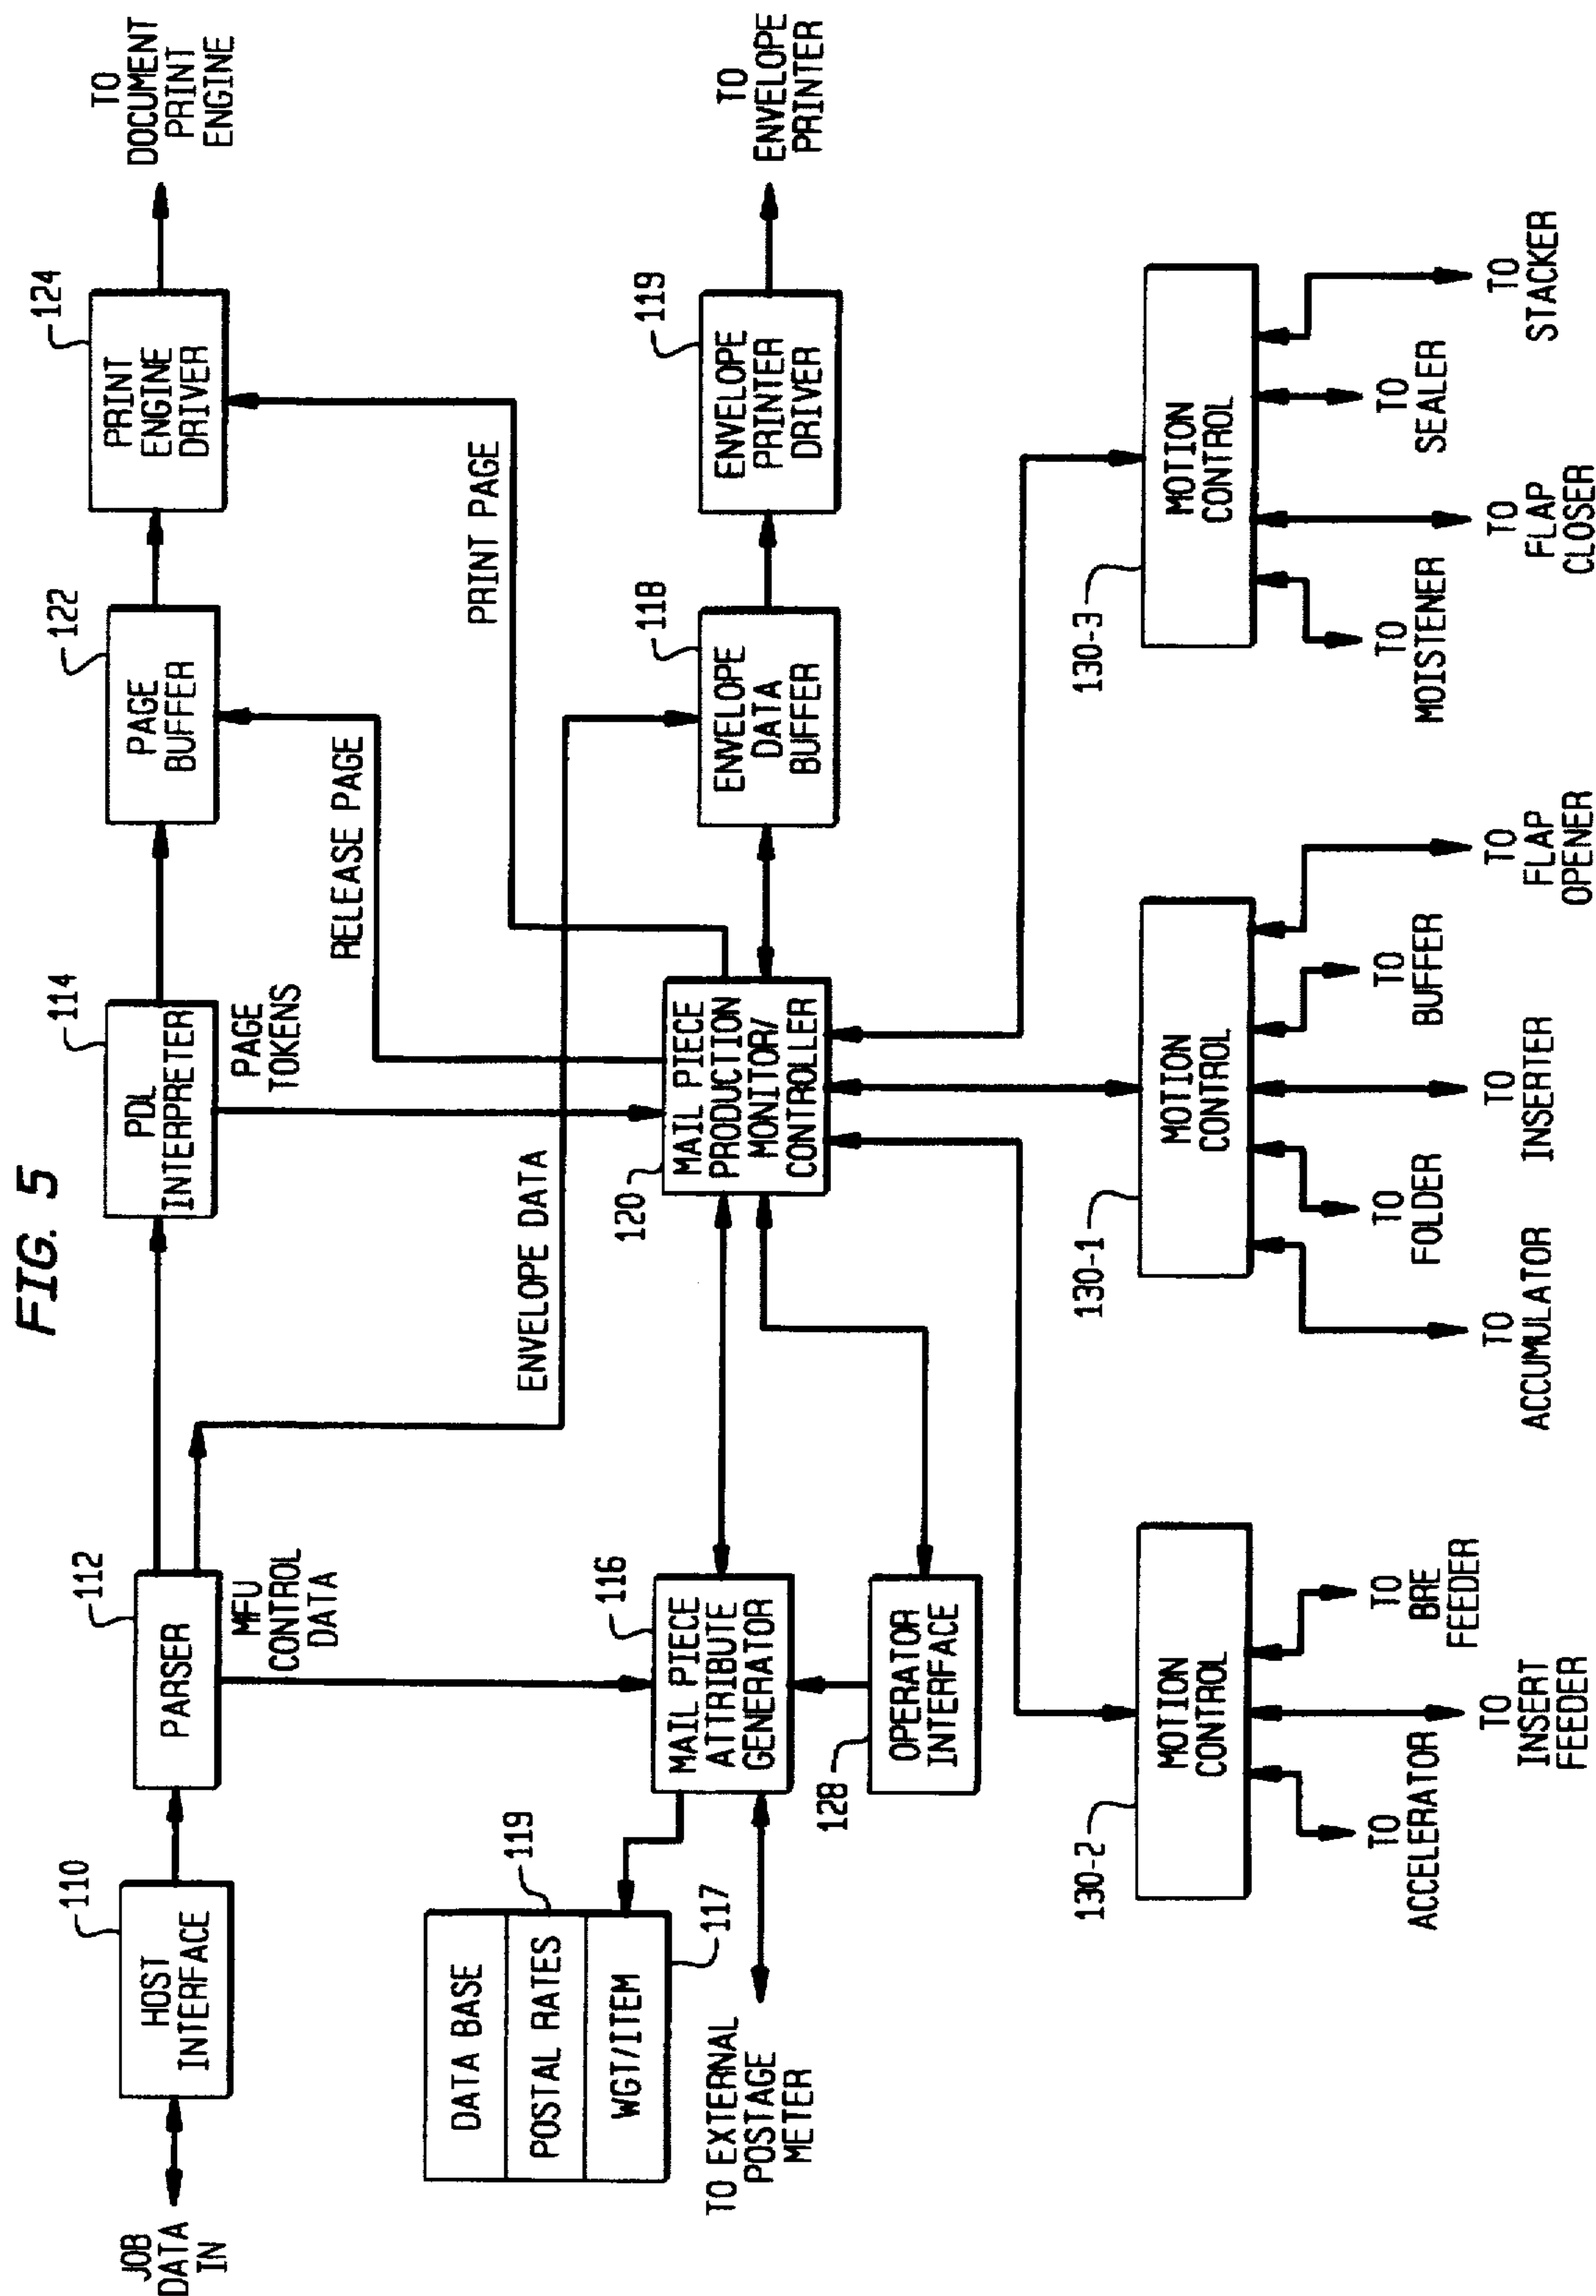 FIG. 5
JOB
DATA
IN
110
HOST
INTERFACE
112
PARSER
MFU
CONTROL
DATA
114
PDL
INTERPRETER
PAGE
TOKENS
122
PAGE
BUFFER
RELEASE PAGE
124
PRINT
ENGINE
DRIVER
PRINT PAGE
TO
DOCUMENT
PRINT
ENGINE
ENVELOPE DATA
DATA BASE
POSTAL RATES
WGT/ITEM
119
117
TO EXTERNAL
POSTAGE
METER
116
MAIL PIECE
ATTRIBUTE
GENERATOR
128
OPERATOR
INTERFACE
120
MAIL PIECE
PRODUCTION
MONITOR/
CONTROLLER
118
ENVELOPE
DATA
BUFFER
119
ENVELOPE
PRINTER
DRIVER
TO
ENVELOPE
PRINTER
130-2
MOTION
CONTROL
TO
ACCELERATOR
TO
INSERT
FEEDER
TO
BRE
FEEDER
130-1
MOTION
CONTROL
TO
ACCUMULATOR
TO
FOLDER
TO
INSERTER
TO
BUFFER
TO
FLAP
OPENER
130-3
MOTION
CONTROL
TO
MOISTENER
TO
FLAP
CLOSER
TO
SEALER
TO
STACKER